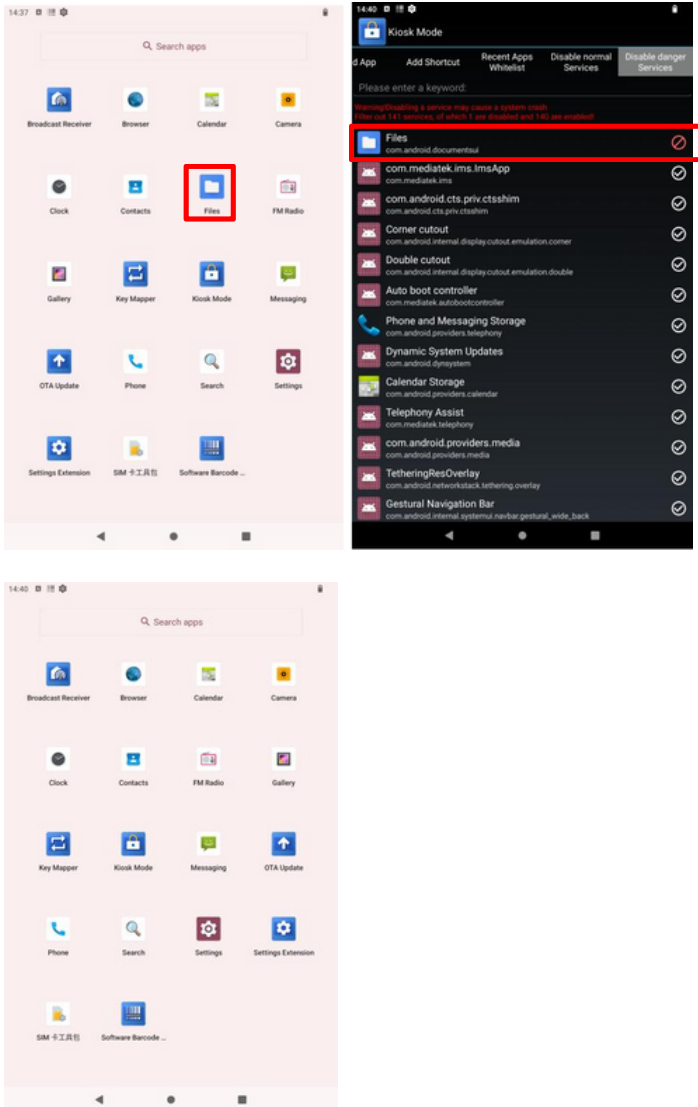 14:37
Search apps
Broadcast Receiver Browser Calendar Camera
Clock Contacts Files FM Radio
Gallery Key Mapper Kiosk Mode Messaging
OTA Update Phone Search Settings
Settings Extension SIM 卡工具包 Software Barcode ...
14:40
Kiosk Mode
d App Add Shortcut Recent Apps Whitelist Disable normal Services Disable danger Services
Please enter a keyword:
Warning!Disabling a service may cause a system crash
Filter out 141 services, of which 1 are disabled and 140 are enabled!
Files
com.android.documentsui
com.mediatek.ims.ImsApp
com.mediatek.ims
com.android.cts.priv.ctsshim
com.android.cts.priv.ctsshim
Corner cutout
com.android.internal.display.cutout.emulation.corner
Double cutout
com.android.internal.display.cutout.emulation.double
Auto boot controller
com.mediatek.autobootcontroller
Phone and Messaging Storage
com.android.providers.telephony
Dynamic System Updates
com.android.dynsystem
Calendar Storage
com.android.providers.calendar
Telephony Assist
com.mediatek.telephony
com.android.providers.media
com.android.providers.media
TetheringResOverlay
com.android.networkstack.tethering.overlay
Gestural Navigation Bar
com.android.internal.systemui.navbar.gestural_wide_back
14:40
Search apps
Broadcast Receiver Browser Calendar Camera
Clock Contacts FM Radio Gallery
Key Mapper Kiosk Mode Messaging OTA Update
Phone Search Settings Settings Extension
SIM 卡工具包 Software Barcode ...